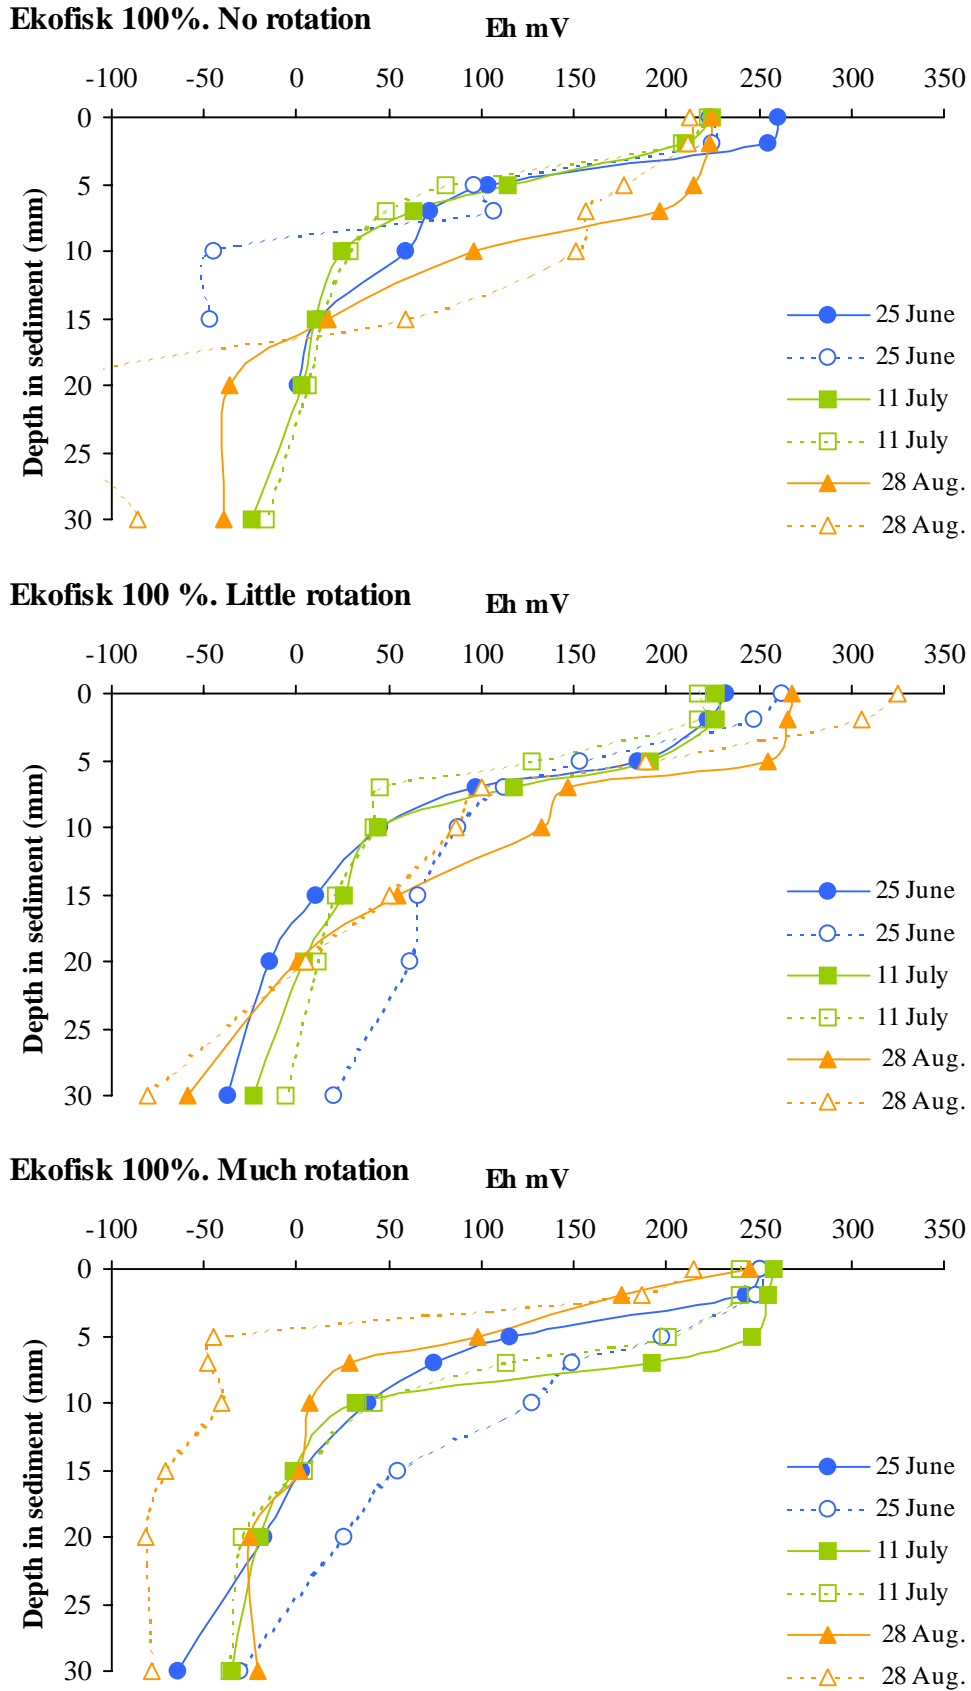 Ekofisk 100%. No rotation
Eh mV
-100 -50 0 50 100 150 200 250 300 350
0
5
10
15
20
25
30
Depth in sediment (mm)
25 June
25 June
11 July
11 July
28 Aug.
28 Aug.
Ekofisk 100 %. Little rotation
Eh mV
-100 -50 0 50 100 150 200 250 300 350
0
5
10
15
20
25
30
Depth in sediment (mm)
25 June
25 June
11 July
11 July
28 Aug.
28 Aug.
Ekofisk 100%. Much rotation
Eh mV
-100 -50 0 50 100 150 200 250 300 350
0
5
10
15
20
25
30
Depth in sediment (mm)
25 June
25 June
11 July
11 July
28 Aug.
28 Aug.